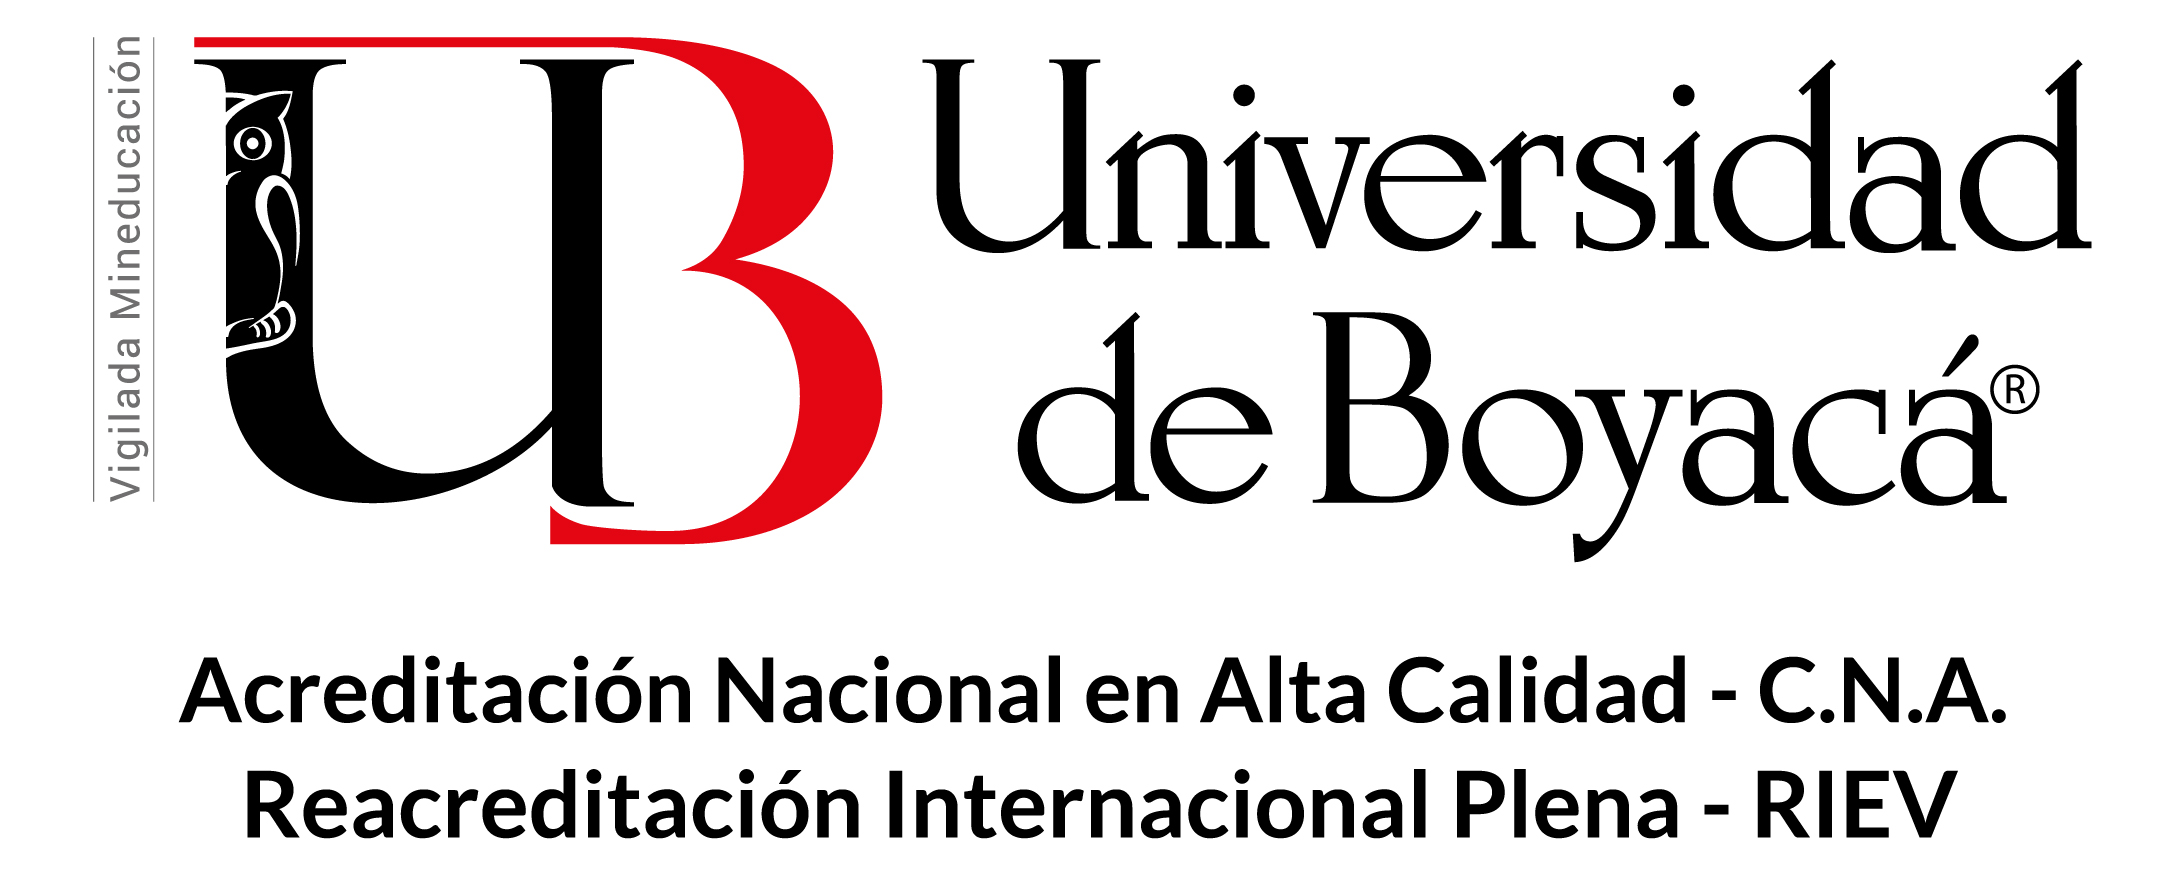 Vigilada Mineducación
UB
Universidad
de Boyacá®
Acreditación Nacional en Alta Calidad - C.N.A.
Reacreditación Internacional Plena - RIEV